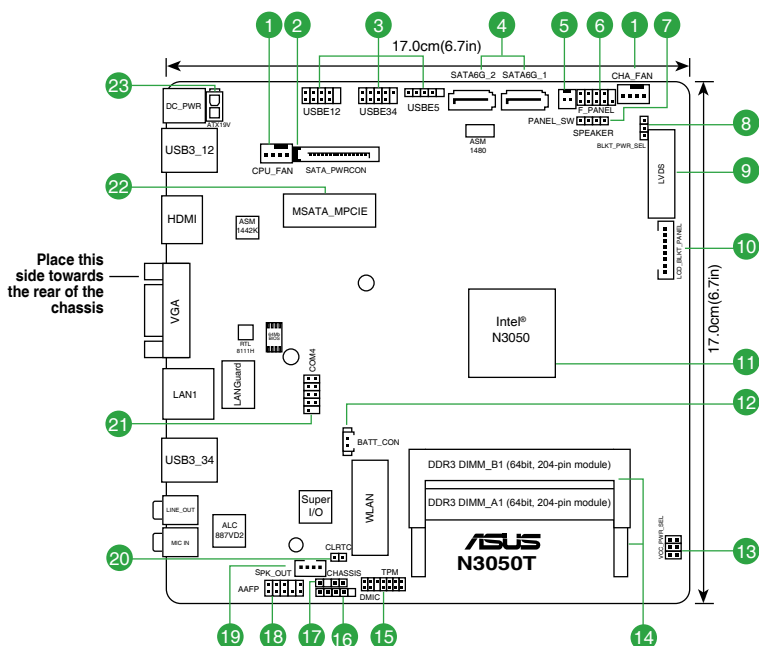 1
2
3
4
5
6
1
7
17.0cm(6.7in)
SATA6G_2
SATA6G_1
CHA_FAN
23
DC_PWR
ATX19V
USBE12
USBE34
USBE5
F_PANEL
PANEL_SW
SPEAKER
8
BLKT_PWR_SEL
USB3_12
CPU_FAN
SATA_PWRCON
ASM
1480
LVDS
9
22
MSATA_MPCIE
HDMI
ASM
1442K
LCD_BLKT_PANEL
10
Place this
side towards
the rear of the
chassis
VGA
17.0cm(6.7in)
Intel®
N3050
RTL
8111H
64Mb
BIOS
11
LANGuard
COM4
LAN1
12
21
BATT_CON
USB3_34
DDR3 DIMM_B1 (64bit, 204-pin module)
DDR3 DIMM_A1 (64bit, 204-pin module)
WLAN
Super
I/O
LINE_OUT
ALC
887VD2
MIC IN
ASUS
N3050T
VCC_PWR_SEL
13
20
CLRTC
SPK_OUT
CHASSIS
TPM
AAFP
DMIC
19
18
17
16
15
14